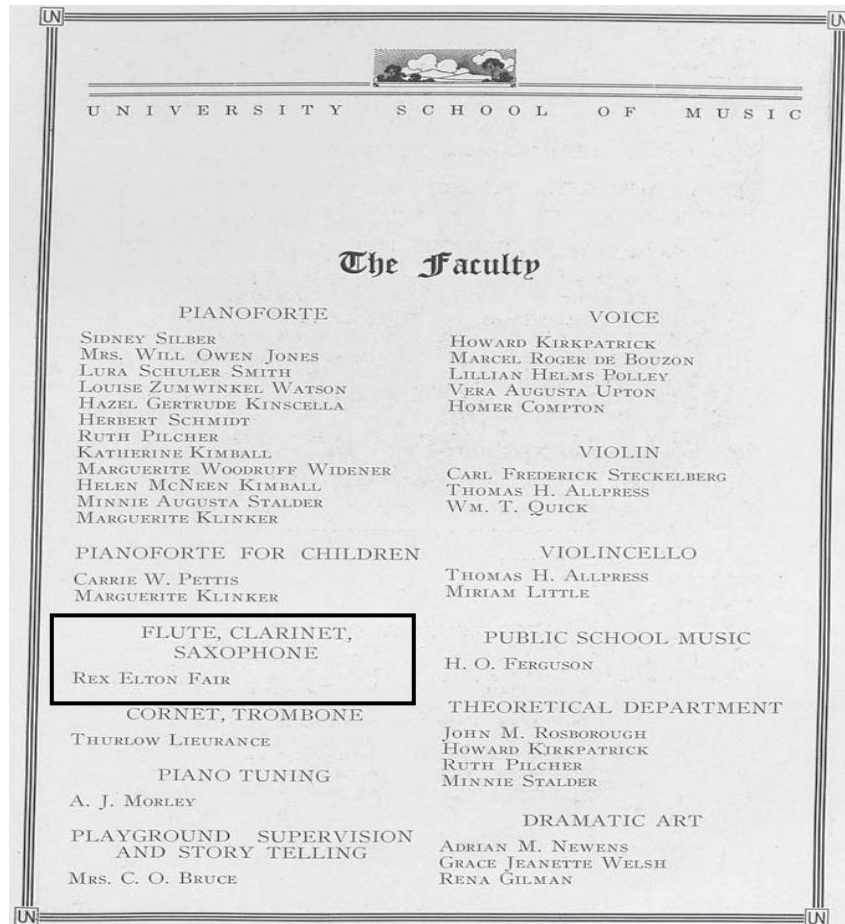 UN
UN
UNIVERSITY SCHOOL OF MUSIC
The Faculty
PIANOFORTE
SIDNEY SILBER
MRS. WILL OWEN JONES
LURA SCHULER SMITH
LOUISE ZUMWINKEL WATSON
HAZEL GERTRUDE KINSCELLA
HERBERT SCHMIDT
RUTH PILCHER
KATHERINE KIMBALL
MARGUERITE WOODRUFF WIDENER
HELEN MCNEEN KIMBALL
MINNIE AUGUSTA STALDER
MARGUERITE KLINKER
PIANOFORTE FOR CHILDREN
CARRIE W. PETTIS
MARGUERITE KLINKER
FLUTE, CLARINET,
SAXOPHONE
REX ELTON FAIR
CORNET, TROMBONE
THURLOW LIEURANCE
PIANO TUNING
A. J. MORLEY
PLAYGROUND SUPERVISION
AND STORY TELLING
MRS. C. O. BRUCE
VOICE
HOWARD KIRKPATRICK
MARCEL ROGER DE BOUZON
LILLIAN HELMS POLLEY
VERA AUGUSTA UPTON
HOMER COMPTON
VIOLIN
CARL FREDERICK STECKELBERG
THOMAS H. ALLPRESS
WM. T. QUICK
VIOLINCELLO
THOMAS H. ALLPRESS
MIRIAM LITTLE
PUBLIC SCHOOL MUSIC
H. O. FERGUSON
THEORETICAL DEPARTMENT
JOHN M. ROSBOROUGH
HOWARD KIRKPATRICK
RUTH PILCHER
MINNIE STALDER
DRAMATIC ART
ADRIAN M. NEWENS
GRACE JEANETTE WELSH
RENA GILMAN
UN
UN